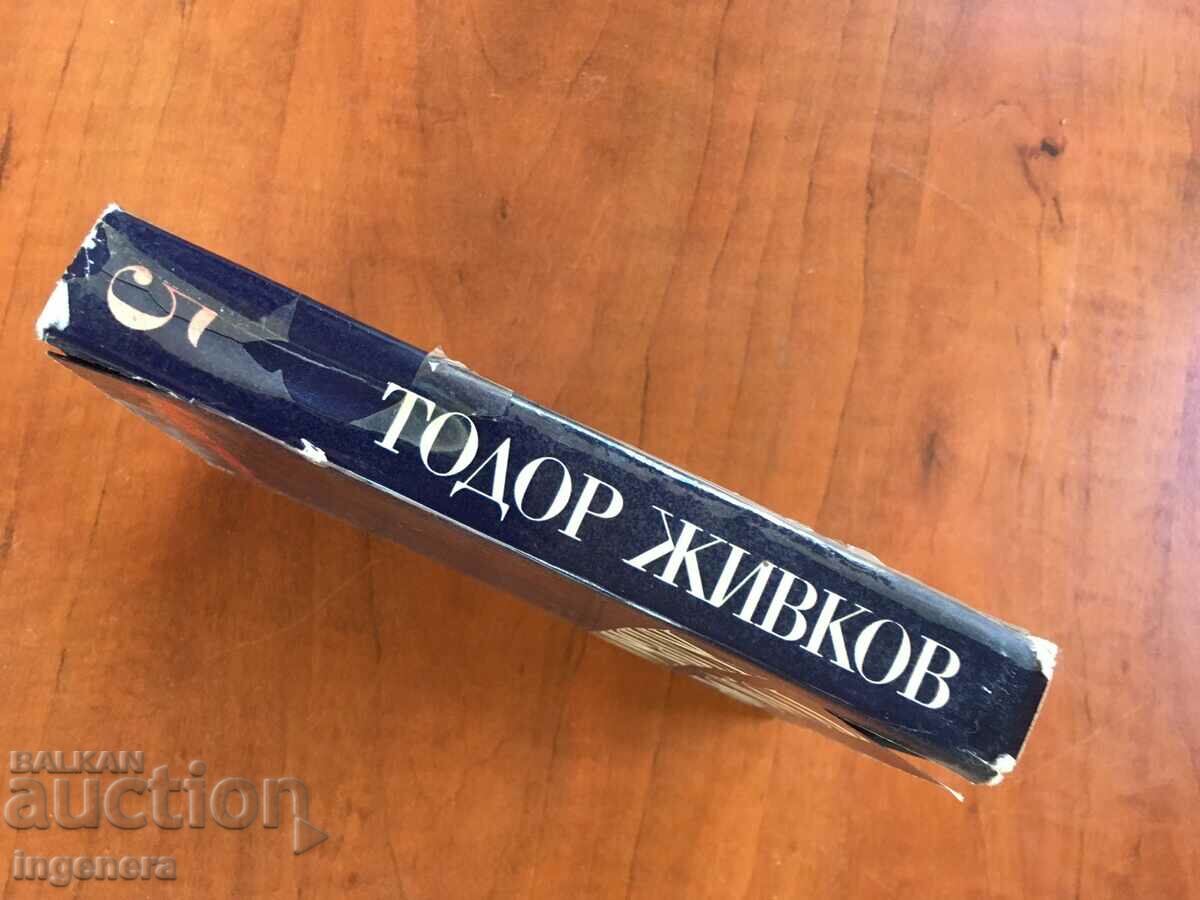 5
ТОДОР ЖИВКОВ
BALKAN
auction
ingenera